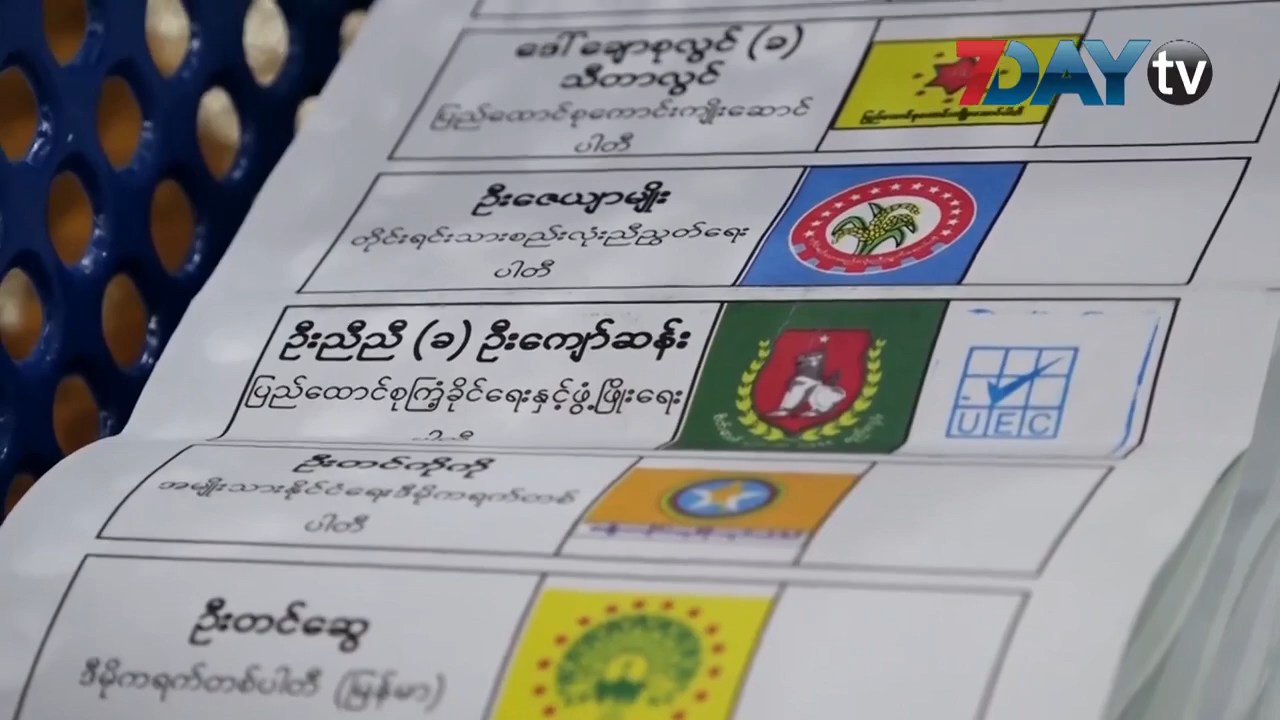 7DAY tv
ဒေါ်ချောစုလွင် (ခ)
သီတာလွင်
ပြည်ထောင်စုကောင်းကျိုးဆောင်
ပါတီ
ဦးဇေယျာမျိုး
တိုင်းရင်းသားစည်းလုံးညီညွတ်ရေး
ပါတီ
ဦးညီညီ (ခ) ဦးကျော်ဆန်း
ပြည်ထောင်စုကြံ့ခိုင်ရေးနှင့်ဖွံ့ဖြိုးရေး
ပါတီ
UEC
ဦးတင်ကိုကို
အမျိုးသားနိုင်ငံရေးဒီမိုကရက်တစ်
ပါတီ
ဦးတင်ဆွေ
ဒီမိုကရက်တစ်ပါတီ (မြန်မာ)